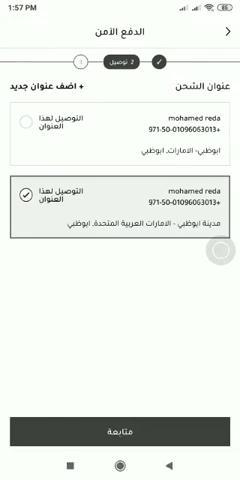 1:57 PM
الدفع الآمن
2 توصيل
عنوان الشحن
+ اضف عنوان جديد
mohamed reda
التوصيل لهذا العنوان
971-50-01096063013+
ابوظبي- الامارات, ابوظبي
mohamed reda
التوصيل لهذا العنوان
971-50-01096063013+
مدينة ابوظبي - الامارات العربية المتحدة, ابوظبي
متابعة